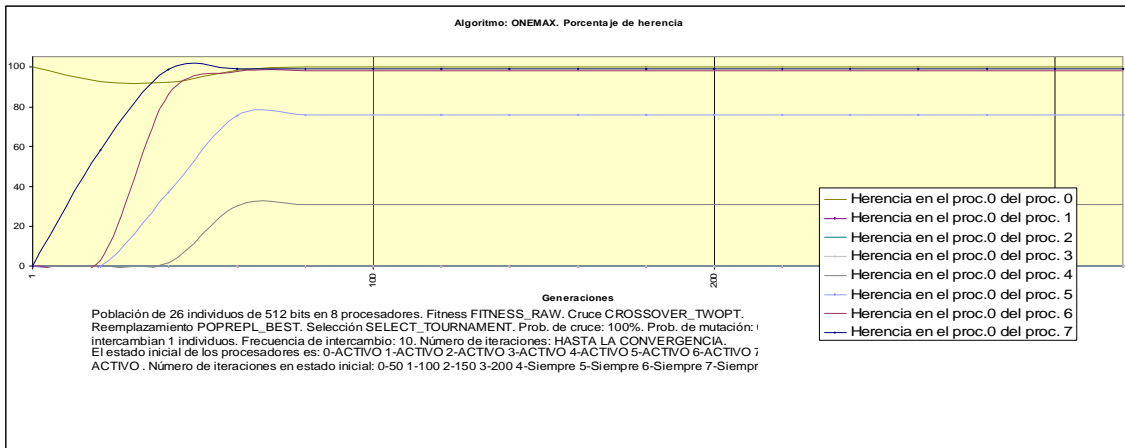 Algoritmo: ONEMAX. Porcentaje de herencia
100
80
60
40
20
0
1
100
200
Generaciones
Herencia en el proc.0 del proc. 0
Herencia en el proc.0 del proc. 1
Herencia en el proc.0 del proc. 2
Herencia en el proc.0 del proc. 3
Herencia en el proc.0 del proc. 4
Herencia en el proc.0 del proc. 5
Herencia en el proc.0 del proc. 6
Herencia en el proc.0 del proc. 7
Población de 26 individuos de 512 bits en 8 procesadores. Fitness FITNESS_RAW. Cruce CROSSOVER_TWOPT.
Reemplazamiento POPREPL_BEST. Selección SELECT_TOURNAMENT. Prob. de cruce: 100%. Prob. de mutación:
intercambian 1 individuos. Frecuencia de intercambio: 10. Número de iteraciones: HASTA LA CONVERGENCIA.
El estado inicial de los procesadores es: 0-ACTIVO 1-ACTIVO 2-ACTIVO 3-ACTIVO 4-ACTIVO 5-ACTIVO 6-ACTIVO 7
ACTIVO . Número de iteraciones en estado inicial: 0-50 1-100 2-150 3-200 4-Siempre 5-Siempre 6-Siempre 7-Siempr